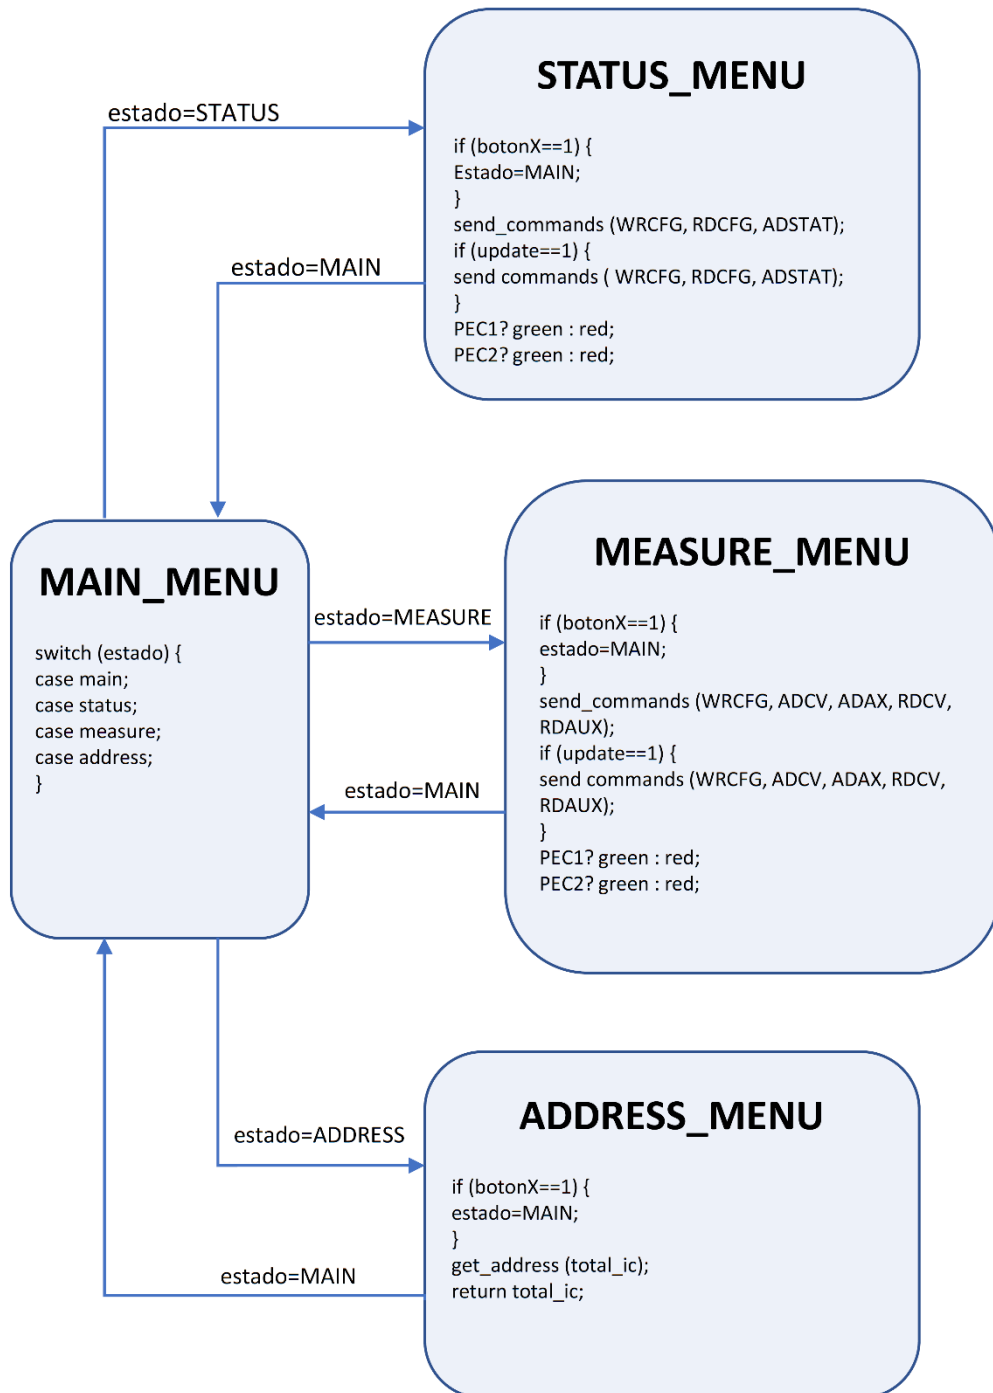 STATUS_MENU
estado=STATUS
if (botonX==1) {
Estado=MAIN;
}
send_commands (WRCFG, RDCFG, ADSTAT);
if (update==1) {
send commands ( WRCFG, RDCFG, ADSTAT);
}
PEC1? green : red;
PEC2? green : red;
estado=MAIN
MAIN_MENU
switch (estado) {
case main;
case status;
case measure;
case address;
}
estado=MEASURE
MEASURE_MENU
if (botonX==1) {
estado=MAIN;
}
send_commands (WRCFG, ADCV, ADAX, RDCV,
RDAUX);
if (update==1) {
send commands (WRCFG, ADCV, ADAX, RDCV,
RDAUX);
}
PEC1? green : red;
PEC2? green : red;
estado=MAIN
estado=ADDRESS
ADDRESS_MENU
if (botonX==1) {
estado=MAIN;
}
get_address (total_ic);
return total_ic;
estado=MAIN